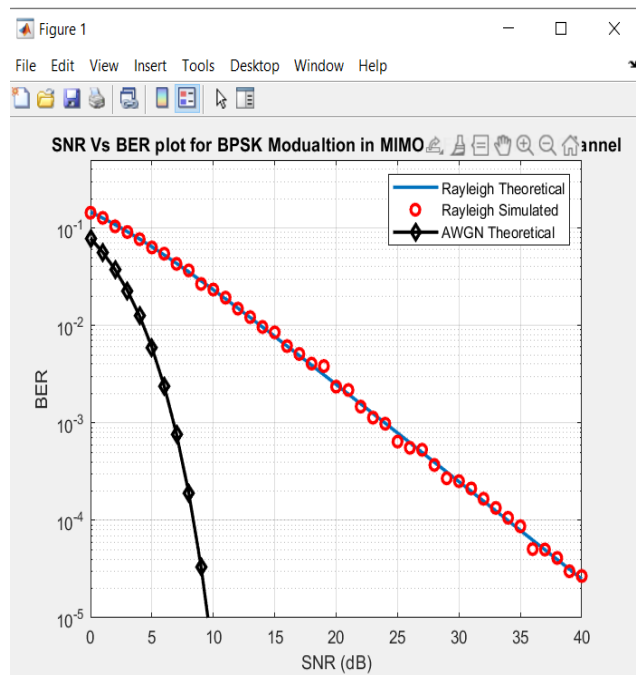 Figure 1
File Edit View Insert Tools Desktop Window Help
SNR Vs BER plot for BPSK Modualtion in MIMO annel
Rayleigh Theoretical
Rayleigh Simulated
AWGN Theoretical
10-1
10-2
10-3
10-4
10-5
BER
0 5 10 15 20 25 30 35 40
SNR (dB)